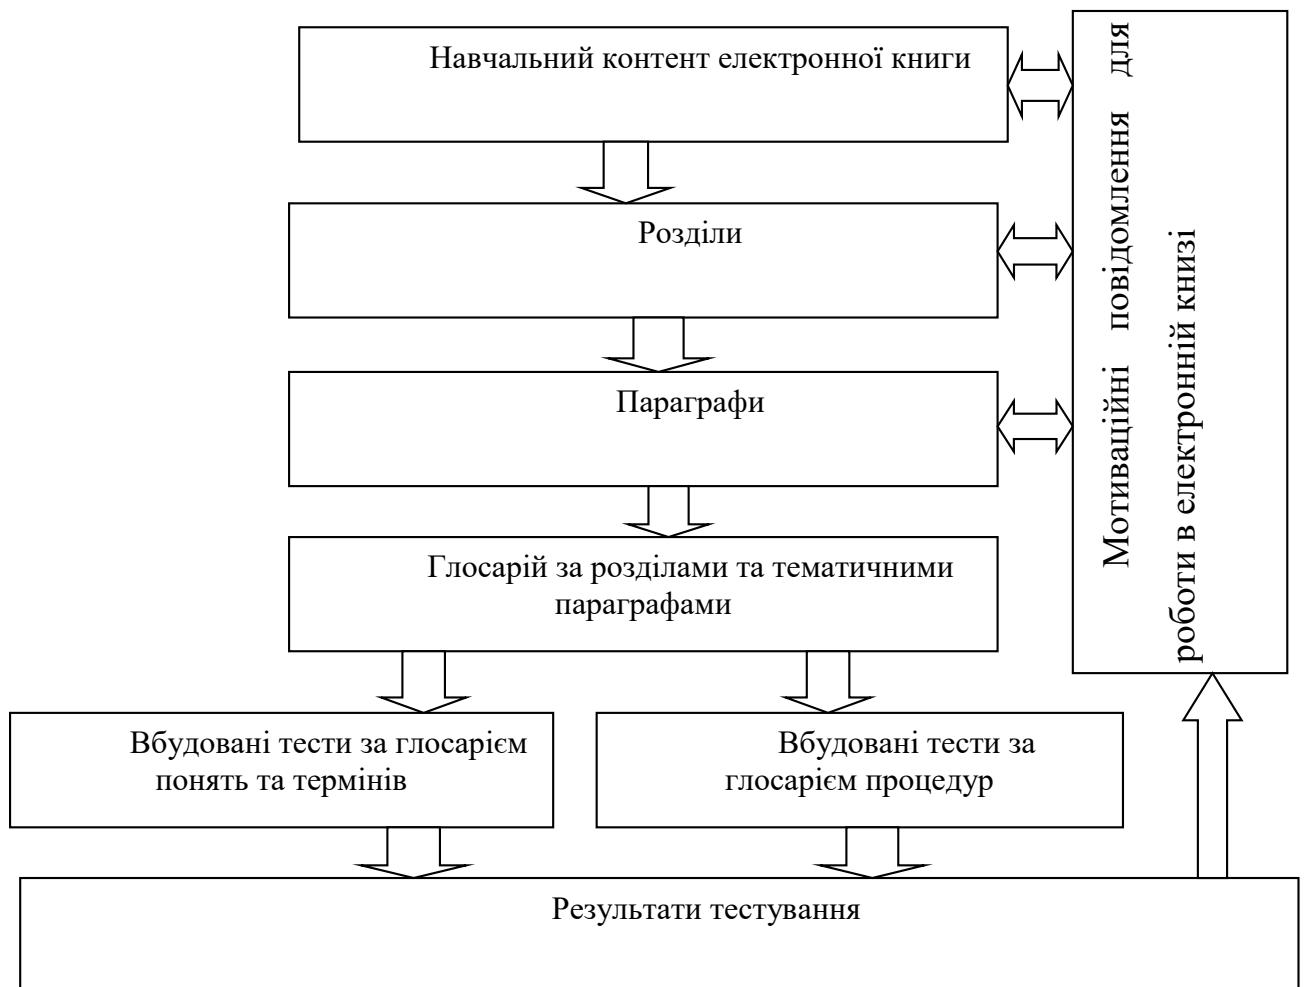 Навчальний контент електронної книги
Розділи
Параграфи
Глосарій за розділами та тематичними
параграфами
Вбудовані тести за глосарієм
понять та термінів
Вбудовані тести за
глосарієм процедур
Результати тестування
Мотиваційні повідомлення для
роботи в електронній книзі